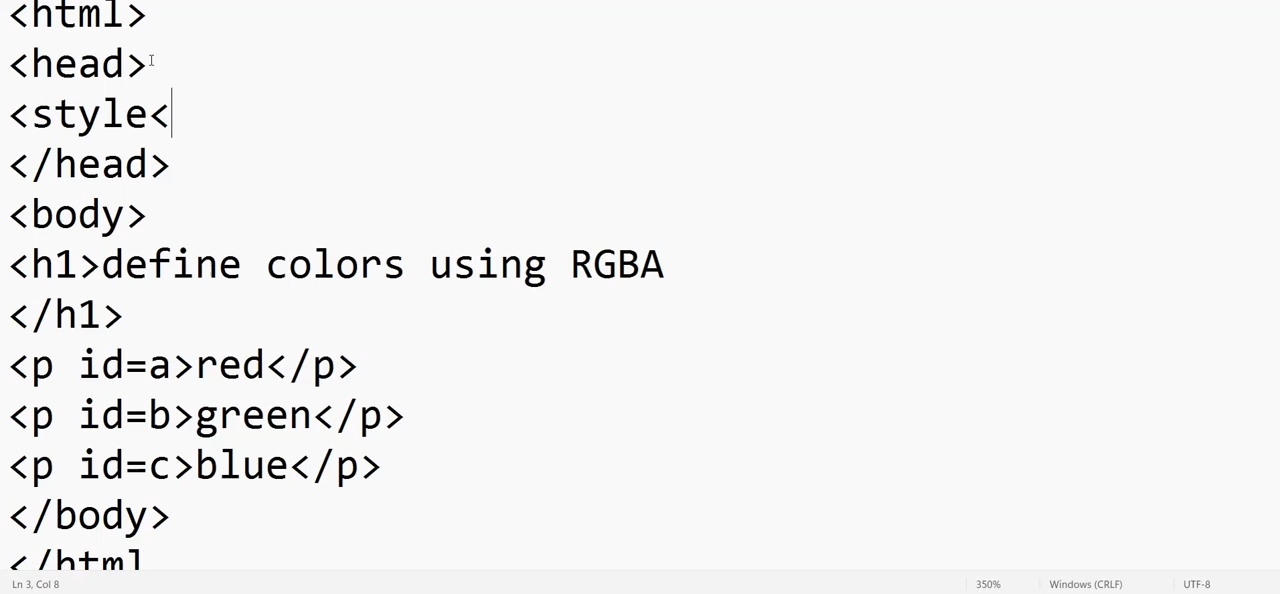 <html>
<head>
<style<
</head>
<body>
<h1>define colors using RGBA
</h1>
<p id=a>red</p>
<p id=b>green</p>
<p id=c>blue</p>
</body>
</html
Ln 3, Col 8 350% Windows (CRLF) UTF-8